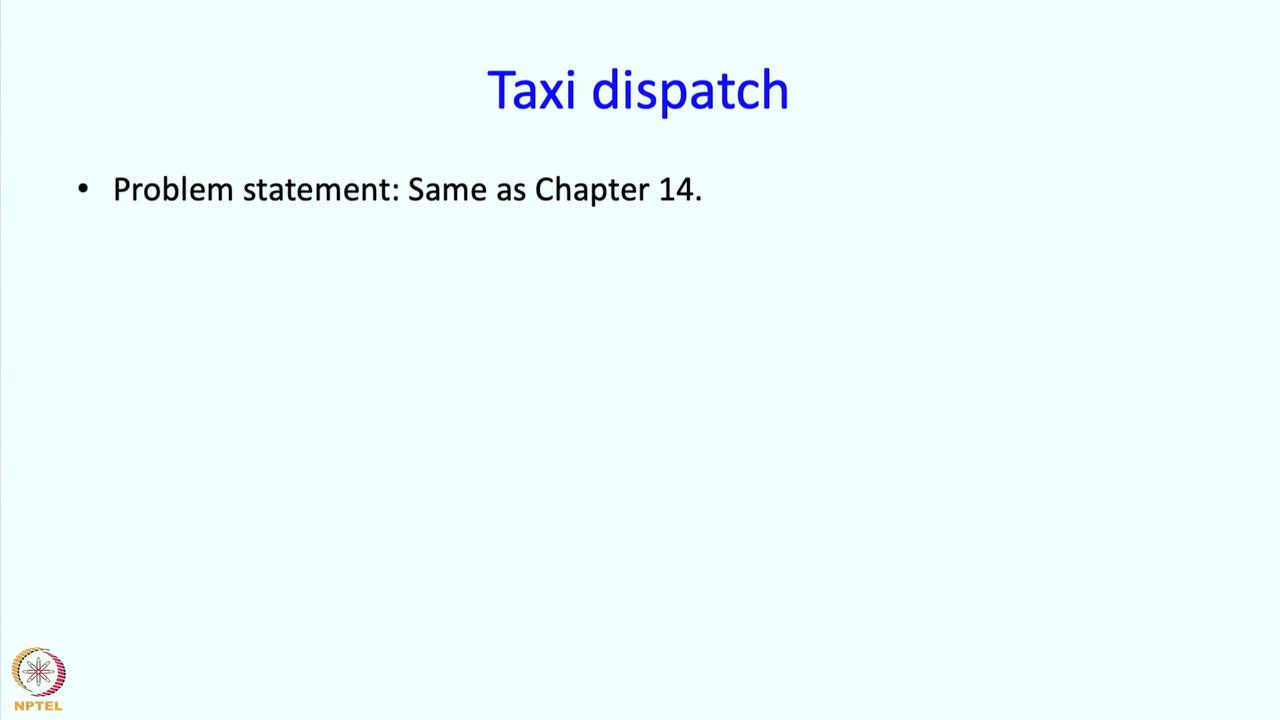 Taxi dispatch
• Problem statement: Same as Chapter 14.
NPTEL